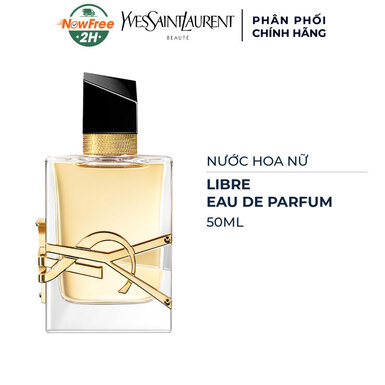 NowFree
2H
YVESSAINTLAURENT
BEAUTÉ
PHÂN PHỐI
CHÍNH HÃNG
NƯỚC HOA NỮ
LIBRE
EAU DE PARFUM
50ML